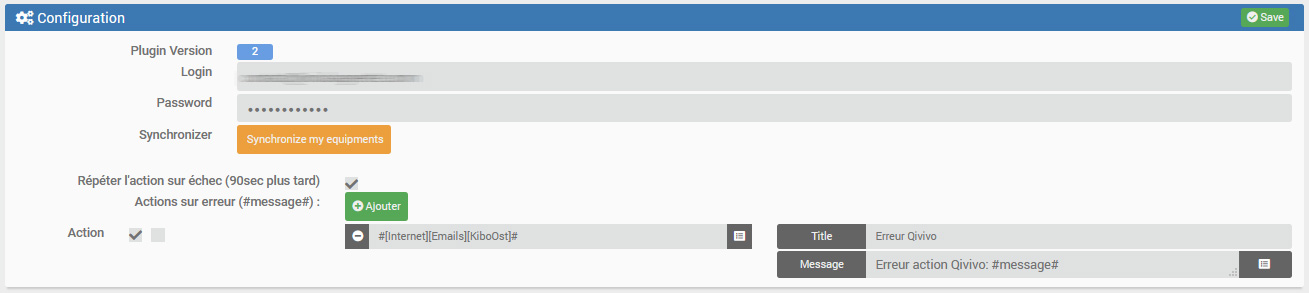 Configuration
Save
Plugin Version 2
Login
Password ••••••••••••
Synchronizer Synchronize my equipments
Répéter l'action sur échec (90sec plus tard)
Actions sur erreur (#message#) : Ajouter
Action #[Internet][Emails][KiboOst]# Title Erreur Qivivo
Message Erreur action Qivivo: #message#